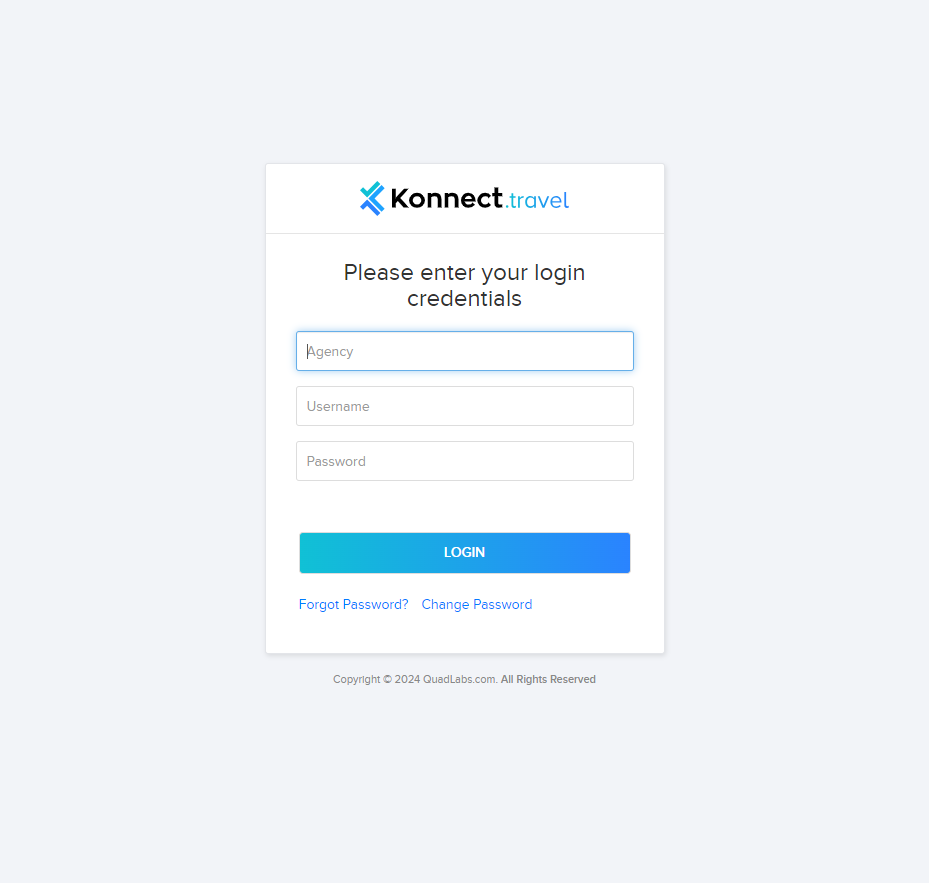 Konnect.travel
Please enter your login
credentials
Agency
Username
Password
LOGIN
Forgot Password? Change Password
Copyright © 2024 QuadLabs.com. All Rights Reserved